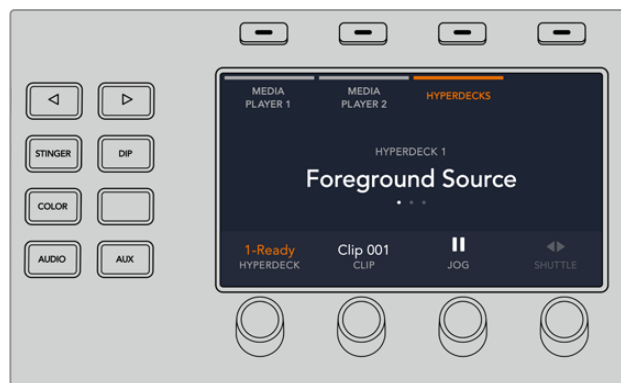 MEDIA
PLAYER 1
MEDIA
PLAYER 2
HYPERDECKS
STINGER
DIP
HYPERDECK 1
Foreground Source
COLOR
AUDIO
AUX
1-Ready
HYPERDECK
Clip 001
CLIP
JOG
SHUTTLE